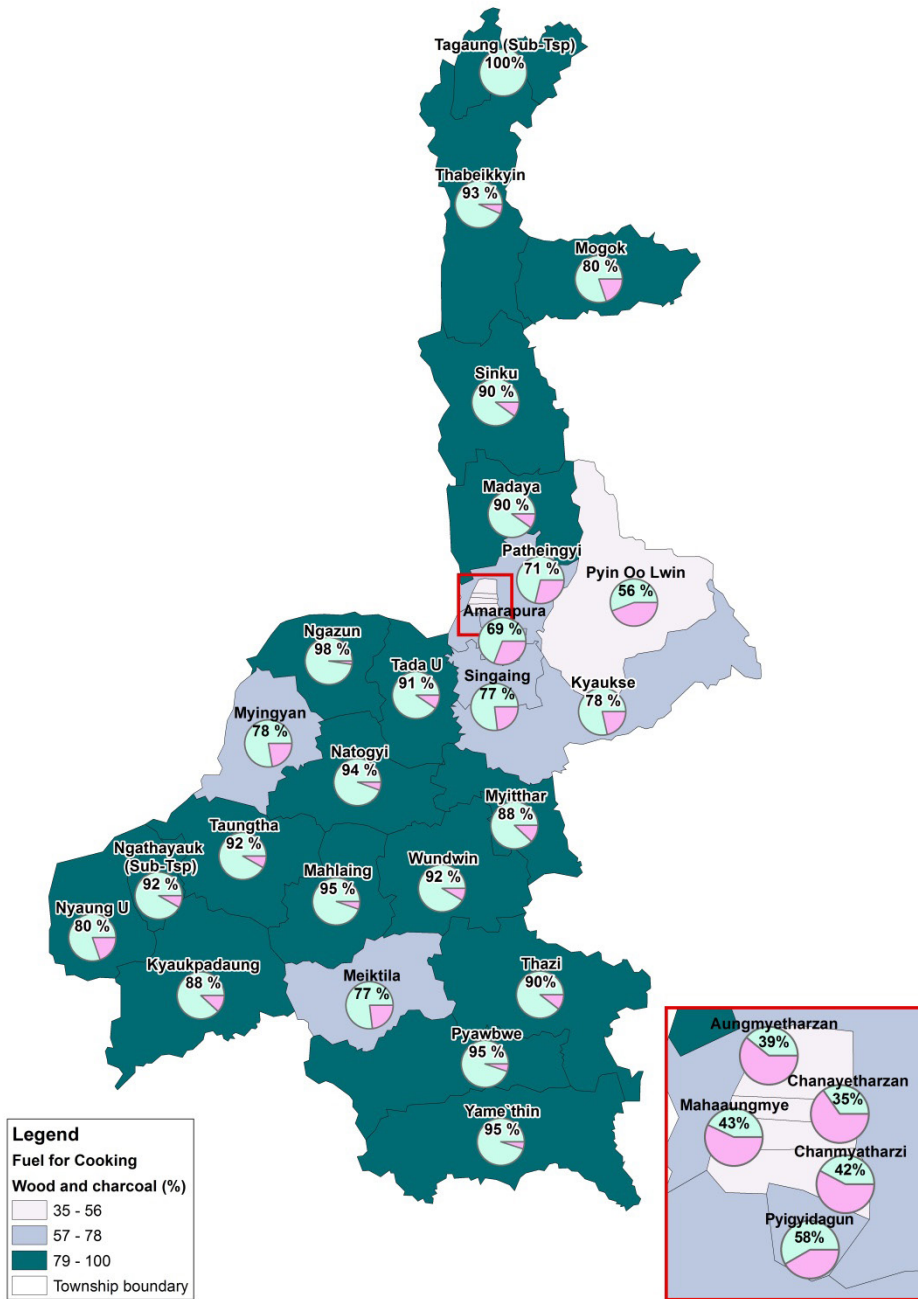 Tagaung (Sub-Tsp)
100%
Thabeikkyin
93 %
Mogok
80 %
Sinku
90 %
Madaya
90 %
Patheingyi
71 %
Pyin Oo Lwin
56 %
Amarapura
69 %
Ngazun
98 %
Tada U
91 %
Singaing
77 %
Kyaukse
78 %
Myingyan
78 %
Natogyi
94 %
Myitthar
88 %
Taungtha
92 %
Ngathayauk
(Sub-Tsp)
92 %
Mahlaing
95 %
Wundwin
92 %
Nyaung U
80 %
Kyaukpadaung
88 %
Meiktila
77 %
Thazi
90%
Pyawbwe
95 %
Yame`thin
95 %
Aungmyetharzan
39%
Chanayetharzan
35%
Mahaaungmye
43%
Chanmyatharzi
42%
Pyigyidagun
58%
Legend
Fuel for Cooking
Wood and charcoal (%)
35 - 56
57 - 78
79 - 100
Township boundary